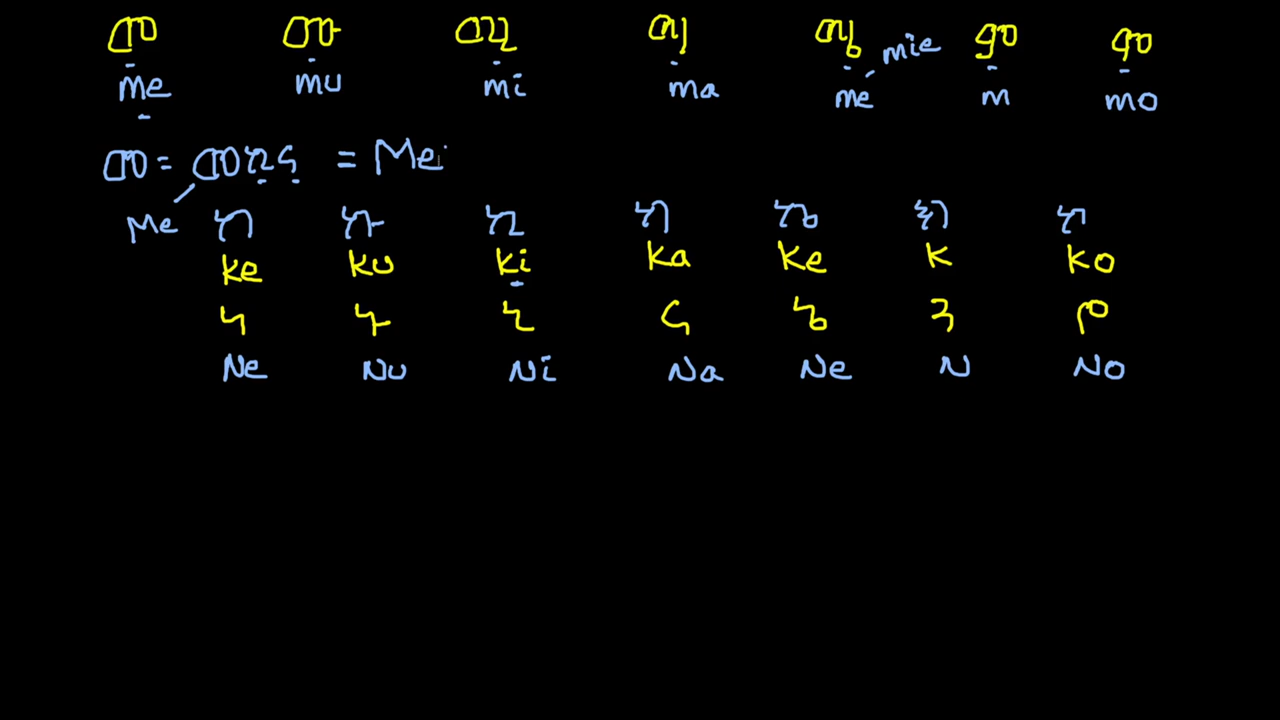 መ ሙ ሚ ማ ሜ ም ሞ
me mu mi ma me mie m mo
መ = መኪና = Me
Me ከ ኩ ኪ ካ ኬ ክ ኮ
ke ku ki ka ke k ko
ነ ኑ ኒ ና ኔ ን ኖ
Ne Nu Ni Na Ne N No